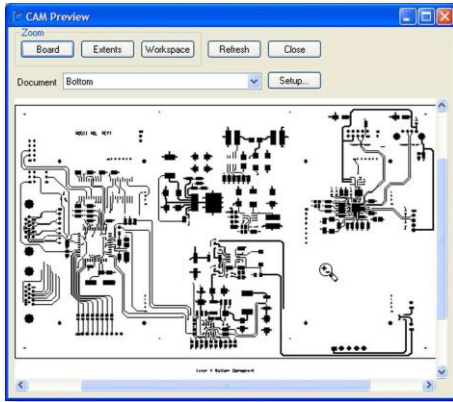 CAM Preview
Zoom
Board
Extents
Workspace
Refresh
Close
Document
Bottom
Setup...